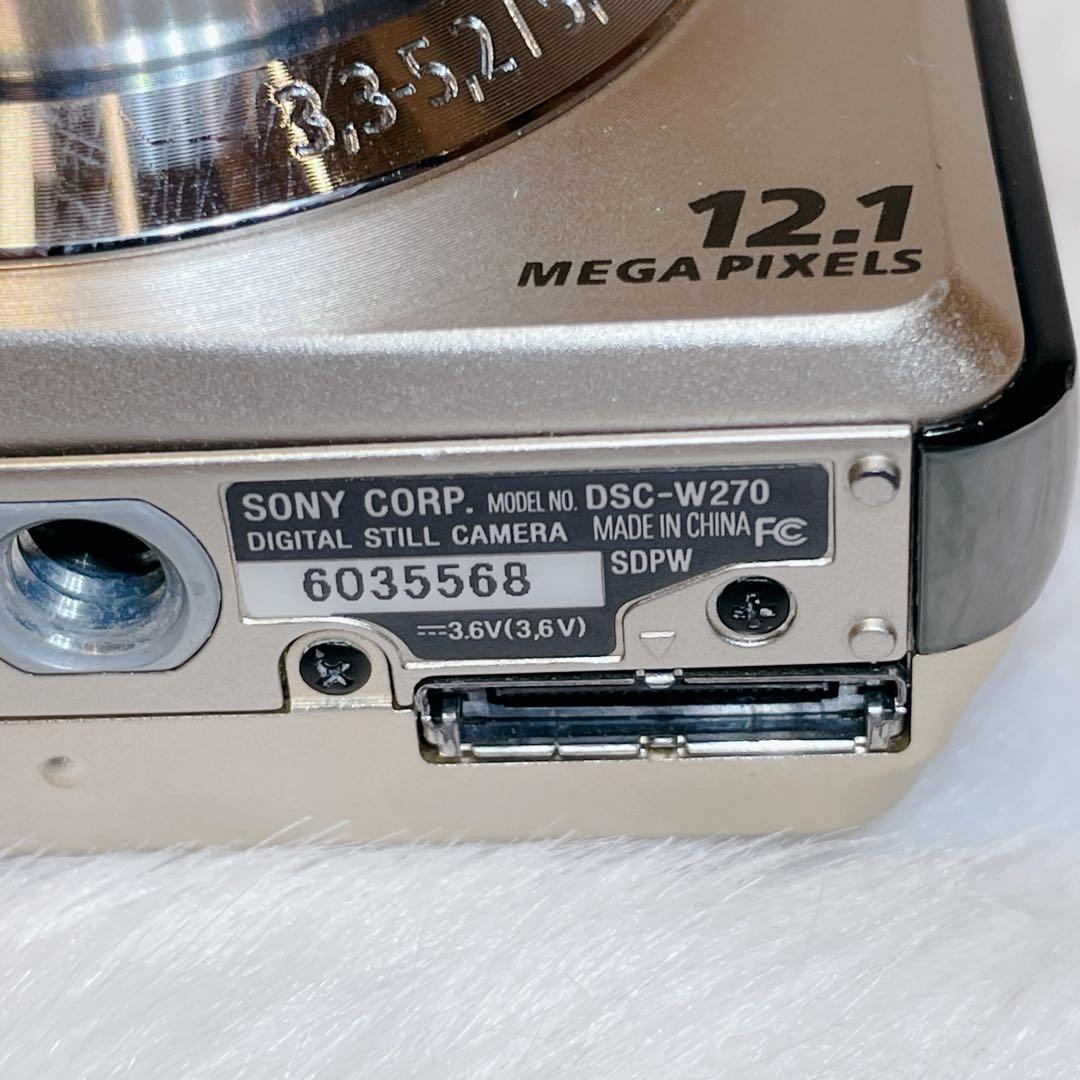 3,3-5,2/
12.1
MEGA PIXELS
SONY CORP. MODEL NO. DSC-W270
DIGITAL STILL CAMERA MADE IN CHINA FC
6035568 SDPW
⎓3.6V(3,6V)